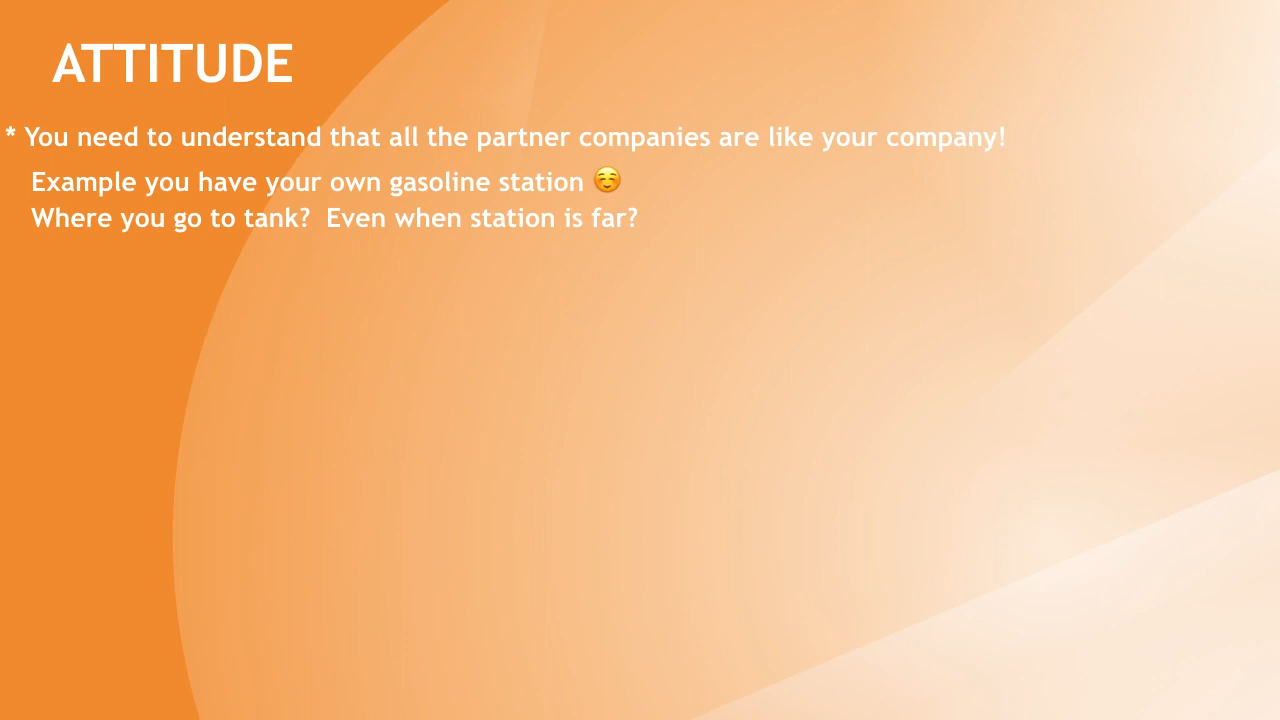 ATTITUDE
* You need to understand that all the partner companies are like your company!
Example you have your own gasoline station ☺️
Where you go to tank?  Even when station is far?